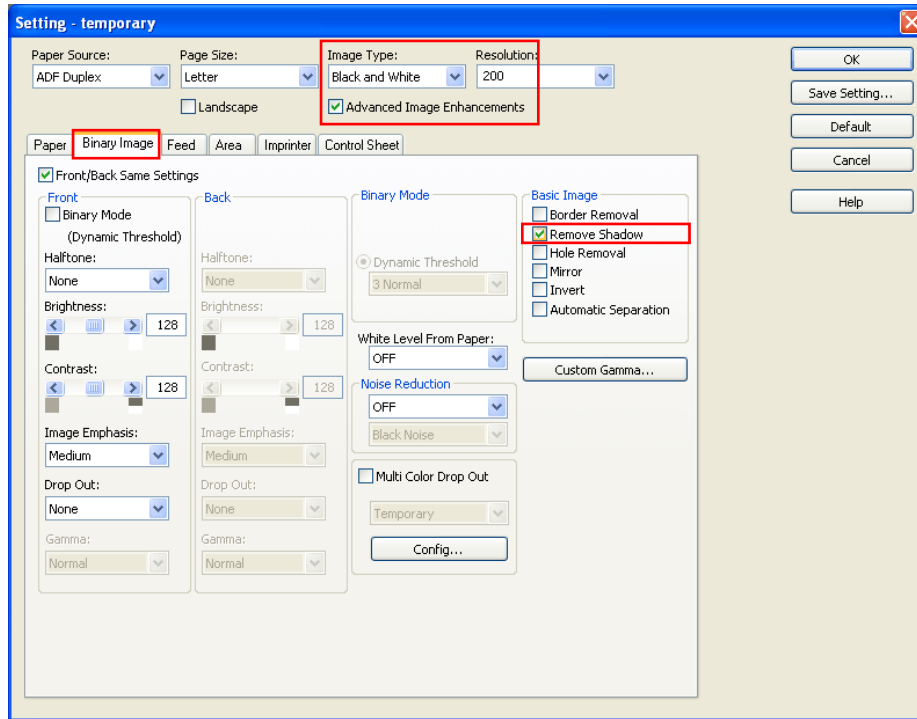 Setting - temporary
Paper Source: Page Size: Image Type: Resolution:
ADF Duplex Letter Black and White 200
Landscape Advanced Image Enhancements
OK
Save Setting...
Default
Cancel
Help
Paper Binary Image Feed Area Imprinter Control Sheet
Front/Back Same Settings
Front
Binary Mode
(Dynamic Threshold)
Halftone:
None
Brightness:
128
Contrast:
128
Image Emphasis:
Medium
Drop Out:
None
Gamma:
Normal
Back
Halftone:
None
Brightness:
128
Contrast:
128
Image Emphasis:
Medium
Drop Out:
None
Gamma:
Normal
Binary Mode
Dynamic Threshold
3 Normal
White Level From Paper:
OFF
Noise Reduction
OFF
Black Noise
Multi Color Drop Out
Temporary
Config...
Basic Image
Border Removal
Remove Shadow
Hole Removal
Mirror
Invert
Automatic Separation
Custom Gamma...